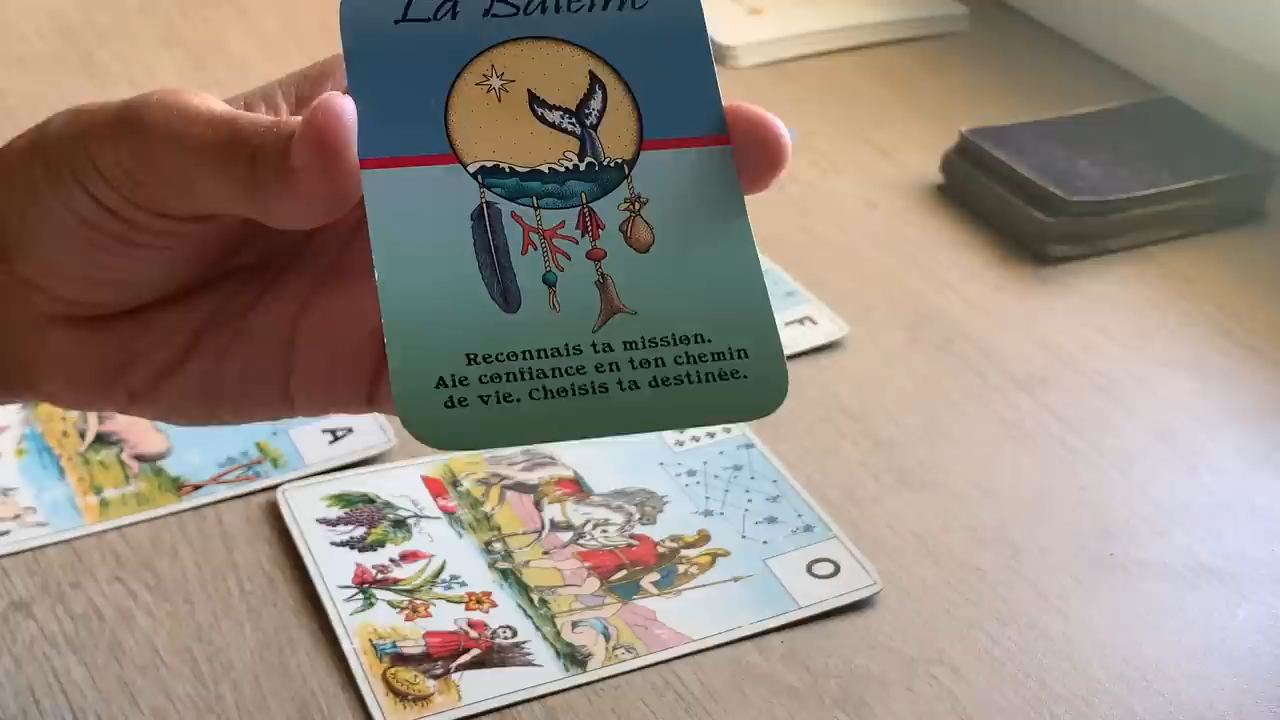 La Baleine
Reconnais ta mission.
Aie confiance en ton chemin
de vie. Choisis ta destinée.
F
A
O